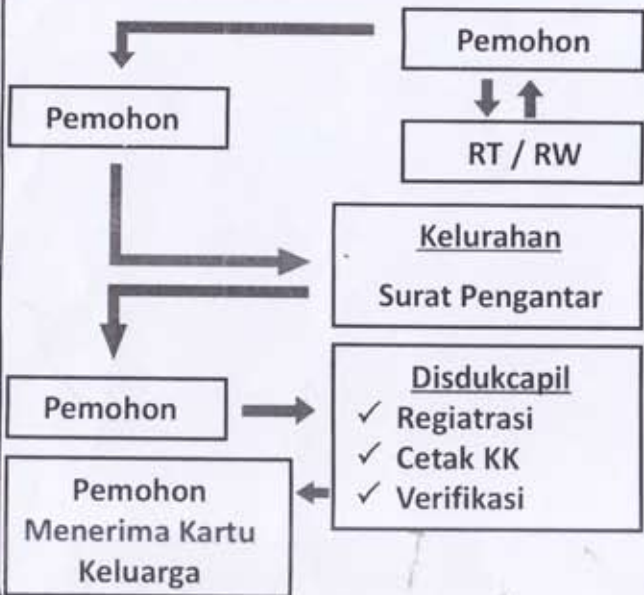 Pemohon
RT / RW
Pemohon
Kelurahan
Surat Pengantar
Pemohon
Disdukcapil
✓ Regiatrasi
✓ Cetak KK
✓ Verifikasi
Pemohon
Menerima Kartu
Keluarga